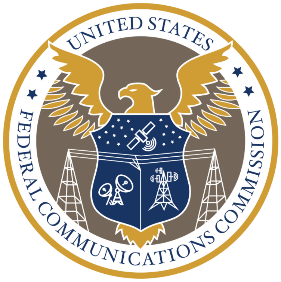 UNITED STATES
FEDERAL COMMUNICATIONS COMMISSION